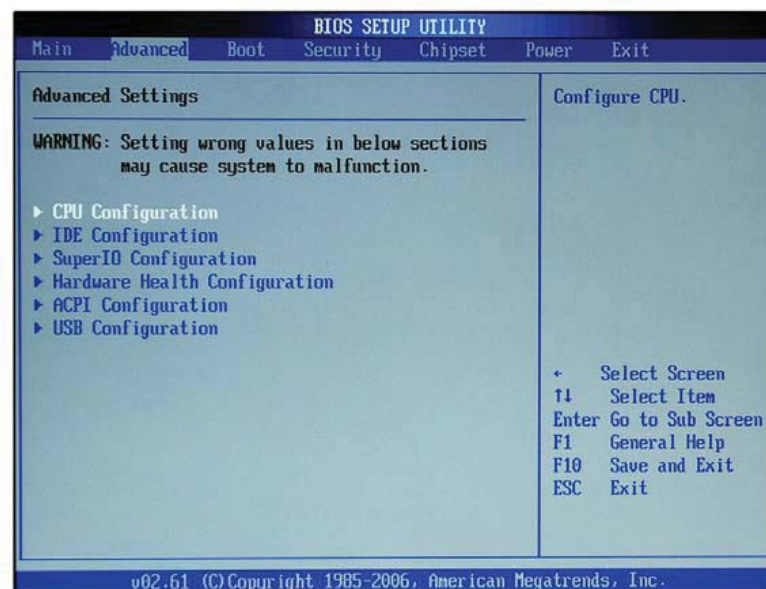 BIOS SETUP UTILITY
Main Advanced Boot Security Chipset Power Exit
Advanced Settings
WARNING: Setting wrong values in below sections
may cause system to malfunction.
▶ CPU Configuration
▶ IDE Configuration
▶ SuperIO Configuration
▶ Hardware Health Configuration
▶ ACPI Configuration
▶ USB Configuration
Configure CPU.
← Select Screen
↑↓ Select Item
Enter Go to Sub Screen
F1 General Help
F10 Save and Exit
ESC Exit
v02.61 (C)Copyright 1985-2006, American Megatrends, Inc.